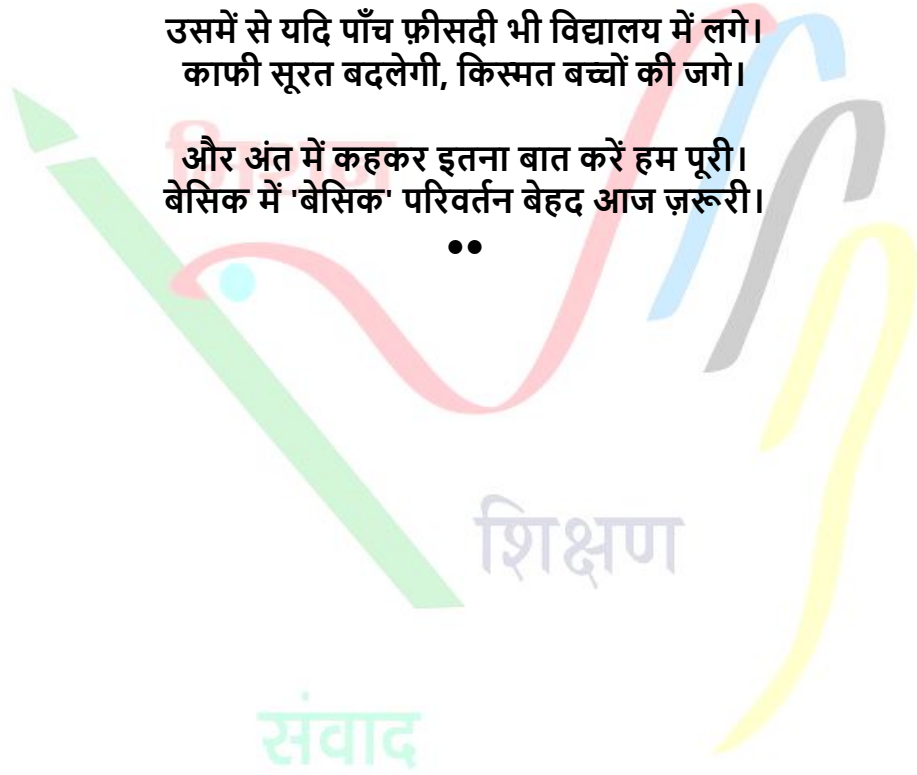 उसमें से यदि पाँच फ़ीसदी भी विद्यालय में लगे।
काफी सूरत बदलेगी, किस्मत बच्चों की जगे।
और अंत में कहकर इतना बात करें हम पूरी।
बेसिक में 'बेसिक' परिवर्तन बेहद आज ज़रूरी।
●●
मिशन
शिक्षण
संवाद